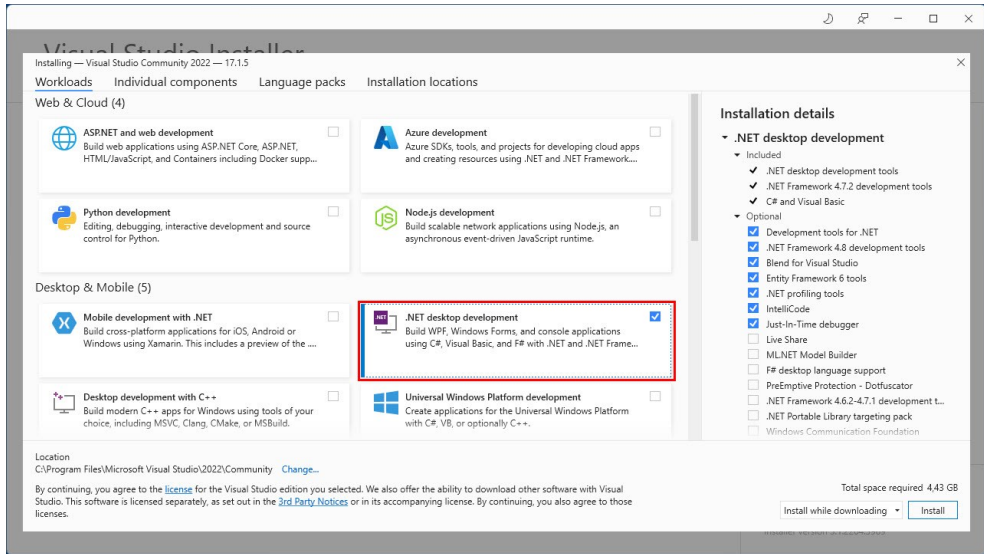 Visual Studio Installer
Installing — Visual Studio Community 2022 — 17.1.5
Workloads
Individual components
Language packs
Installation locations
Web & Cloud (4)
ASP.NET and web development
Build web applications using ASP.NET Core, ASP.NET,
HTML/JavaScript, and Containers including Docker supp...
Azure development
Azure SDKs, tools, and projects for developing cloud apps
and creating resources using .NET and .NET Framework....
Python development
Editing, debugging, interactive development and source
control for Python.
Node.js development
Build scalable network applications using Node.js, an
asynchronous event-driven JavaScript runtime.
Desktop & Mobile (5)
Mobile development with .NET
Build cross-platform applications for iOS, Android or
Windows using Xamarin. This includes a preview of the ....
.NET
.NET desktop development
Build WPF, Windows Forms, and console applications
using C#, Visual Basic, and F# with .NET and .NET Frame...
Desktop development with C++
Build modern C++ apps for Windows using tools of your
choice, including MSVC, Clang, CMake, or MSBuild.
Universal Windows Platform development
Create applications for the Universal Windows Platform
with C#, VB, or optionally C++.
Installation details
.NET desktop development
Included
.NET desktop development tools
.NET Framework 4.7.2 development tools
C# and Visual Basic
Optional
Development tools for .NET
.NET Framework 4.8 development tools
Blend for Visual Studio
Entity Framework 6 tools
.NET profiling tools
IntelliCode
Just-In-Time debugger
Live Share
ML.NET Model Builder
F# desktop language support
PreEmptive Protection - Dotfuscator
.NET Framework 4.6.2-4.7.1 development t...
.NET Portable Library targeting pack
Windows Communication Foundation
Location
C:\Program Files\Microsoft Visual Studio\2022\Community Change...
By continuing, you agree to the license for the Visual Studio edition you selected. We also offer the ability to download other software with Visual
Studio. This software is licensed separately, as set out in the 3rd Party Notices or in its accompanying license. By continuing, you also agree to those
licenses.
Total space required 4,43 GB
Install while downloading
Install